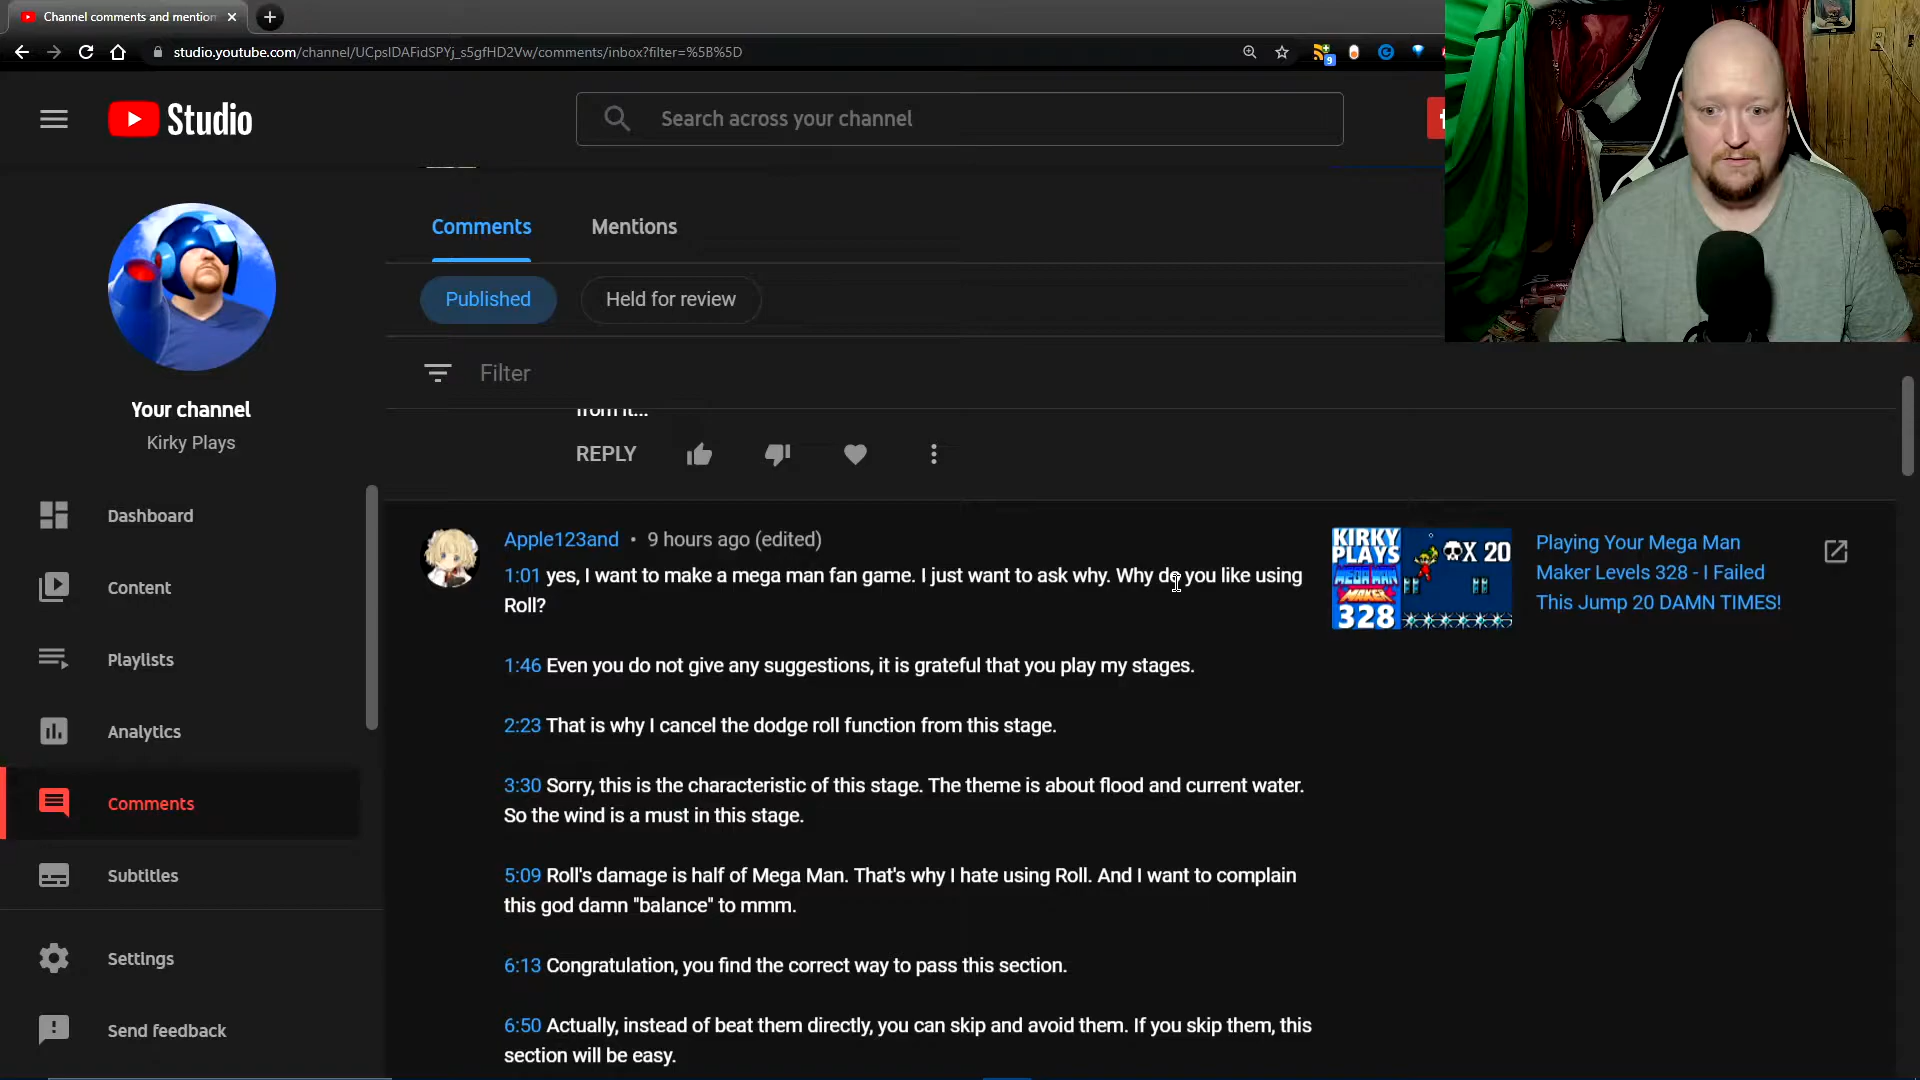 Channel comments and mention
studio.youtube.com/channel/UCpslDAFidSPYj_s5gfHD2Vw/comments/inbox?filter=%5B%5D
9
Studio
Search across your channel
Comments
Mentions
Published
Held for review
Filter
Your channel
Kirky Plays
from it...
REPLY
Dashboard
Content
Playlists
Analytics
Comments
Subtitles
Settings
Send feedback
Apple123and • 9 hours ago (edited)
1:01 yes, I want to make a mega man fan game. I just want to ask why. Why do you like using
Roll?
1:46 Even you do not give any suggestions, it is grateful that you play my stages.
2:23 That is why I cancel the dodge roll function from this stage.
3:30 Sorry, this is the characteristic of this stage. The theme is about flood and current water.
So the wind is a must in this stage.
5:09 Roll's damage is half of Mega Man. That's why I hate using Roll. And I want to complain
this god damn "balance" to mmm.
6:13 Congratulation, you find the correct way to pass this section.
6:50 Actually, instead of beat them directly, you can skip and avoid them. If you skip them, this
section will be easy.
KIRKY
PLAYS
MEGA MAN
MAKER
328
X 20
Playing Your Mega Man
Maker Levels 328 - I Failed
This Jump 20 DAMN TIMES!